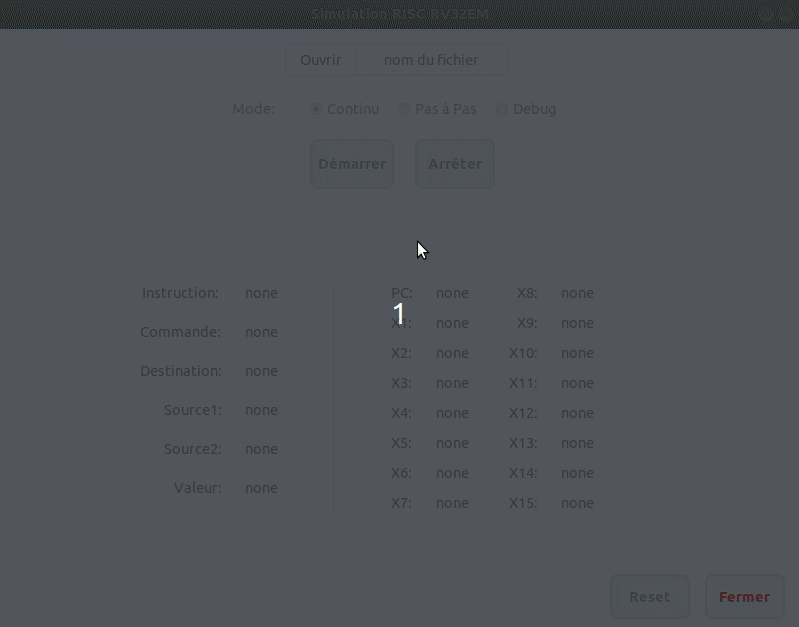 Simulation RISC RV32EM
Ouvrir nom du fichier
Mode: Continu Pas à Pas Debug
Démarrer Arrêter
Instruction: none
Commande: none
Destination: none
Source1: none
Source2: none
Valeur: none
PC: none X8: none
1
X1: none X9: none
X2: none X10: none
X3: none X11: none
X4: none X12: none
X5: none X13: none
X6: none X14: none
X7: none X15: none
Reset Fermer